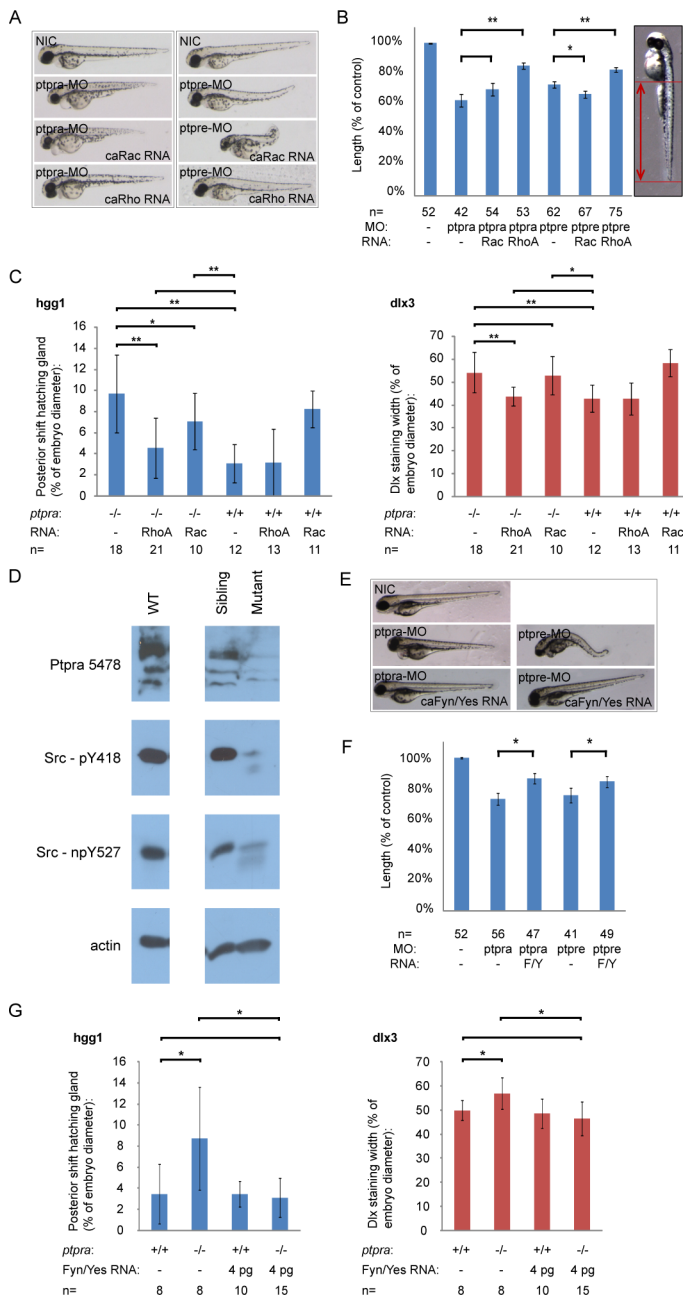 A
NIC
ptpra-MO
ptpre-MO
ptpra-MO
caRac RNA
ptpre-MO
caRac RNA
ptpra-MO
caRho RNA
ptpre-MO
caRho RNA
B
** **
*
100%
80%
60%
40%
20%
0%
Length (% of control)
n= 52 42 54 53 62 67 75
MO: - ptpra ptpra ptpra ptpre ptpre ptpre
RNA: - - Rac RhoA - Rac RhoA
C
hgg1
**
**
*
**
16
14
12
10
8
6
4
2
0
Posterior shift hatching gland
(% of embryo diameter):
ptpra: -/- -/- -/- +/+ +/+ +/+
RNA: - RhoA Rac - RhoA Rac
n= 18 21 10 12 13 11
dlx3
*
**
**
70
60
50
40
30
20
10
0
Dlx staining width (% of
embryo diameter):
-/- -/- -/- +/+ +/+ +/+
- RhoA Rac - RhoA Rac
18 21 10 12 13 11
D
WT Sibling Mutant
Ptpra 5478
Src - pY418
Src - npY527
actin
E
NIC
ptpra-MO
ptpre-MO
ptpra-MO
caFyn/Yes RNA
ptpre-MO
caFyn/Yes RNA
F
* *
100%
80%
60%
40%
20%
0%
Length (% of control)
n= 52 56 47 41 49
MO: - ptpra ptpra ptpre ptpre
RNA: - - F/Y - F/Y
G
hgg1
*
*
16
14
12
10
8
6
4
2
0
Posterior shift hatching gland
(% of embryo diameter):
ptpra: +/+ -/- +/+ -/-
Fyn/Yes RNA: - - 4 pg 4 pg
n= 8 8 10 15
dlx3
*
*
70
60
50
40
30
20
10
0
Dlx staining width (% of
embryo diameter):
ptpra: +/+ -/- +/+ -/-
Fyn/Yes RNA: - - 4 pg 4 pg
n= 8 8 10 15